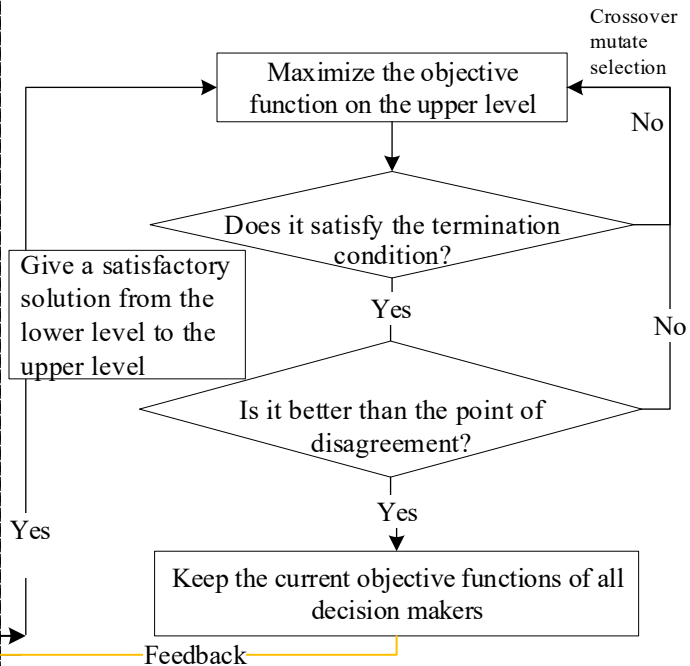 Crossover
mutate
selection
Maximize the objective
function on the upper level
No
Does it satisfy the termination
condition?
Give a satisfactory
solution from the
lower level to the
upper level
Yes
No
Is it better than the point of
disagreement?
Yes
Yes
Keep the current objective functions of all
decision makers
Feedback